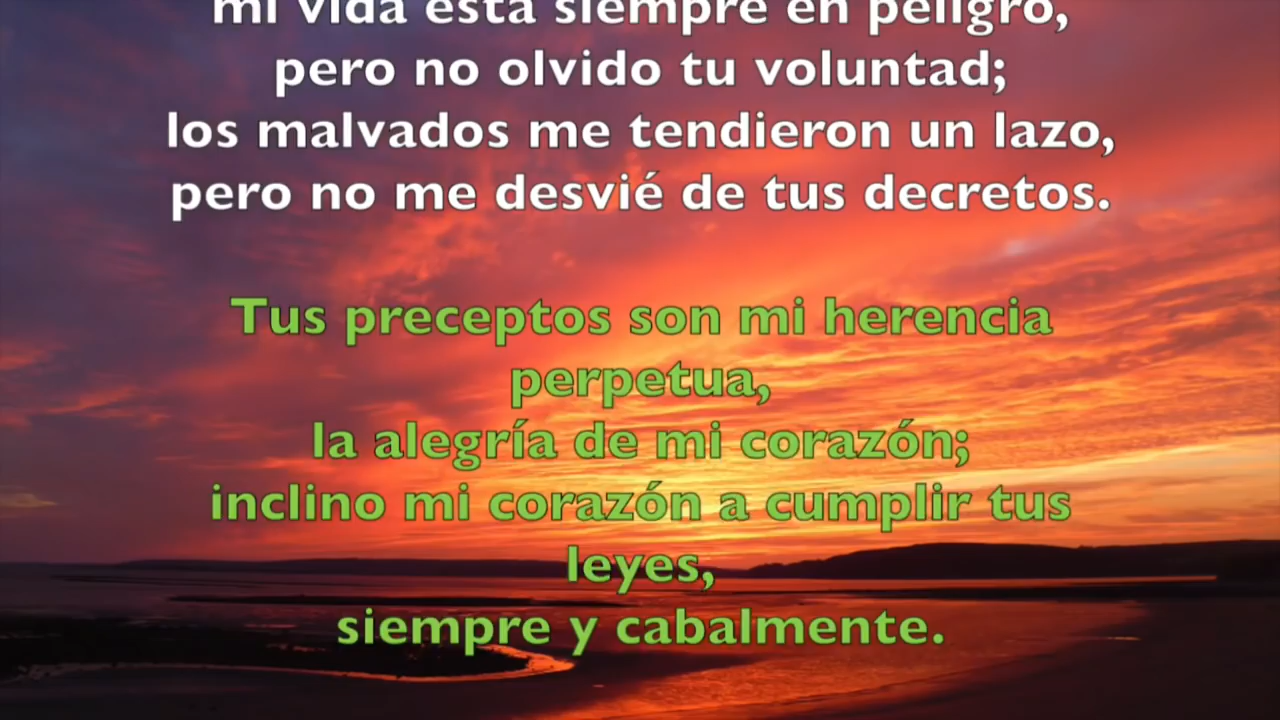 mi vida está siempre en peligro,
pero no olvido tu voluntad;
los malvados me tendieron un lazo,
pero no me desvié de tus decretos.
Tus preceptos son mi herencia
perpetua,
la alegría de mi corazón;
inclino mi corazón a cumplir tus
leyes,
siempre y cabalmente.